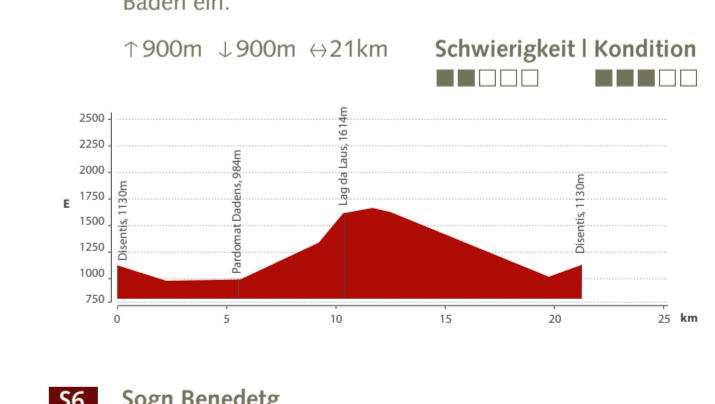 Baden ein.
↑900m ↓900m ↔21km Schwierigkeit | Kondition
2500
2250
2000
1750
1500
1250
1000
750
E
Disentis, 1130m
Pardomat Dadens, 984m
Lag da Laus, 1614m
Disentis, 1130m
0 5 10 15 20 25 km
S6 Sogn Benedetg